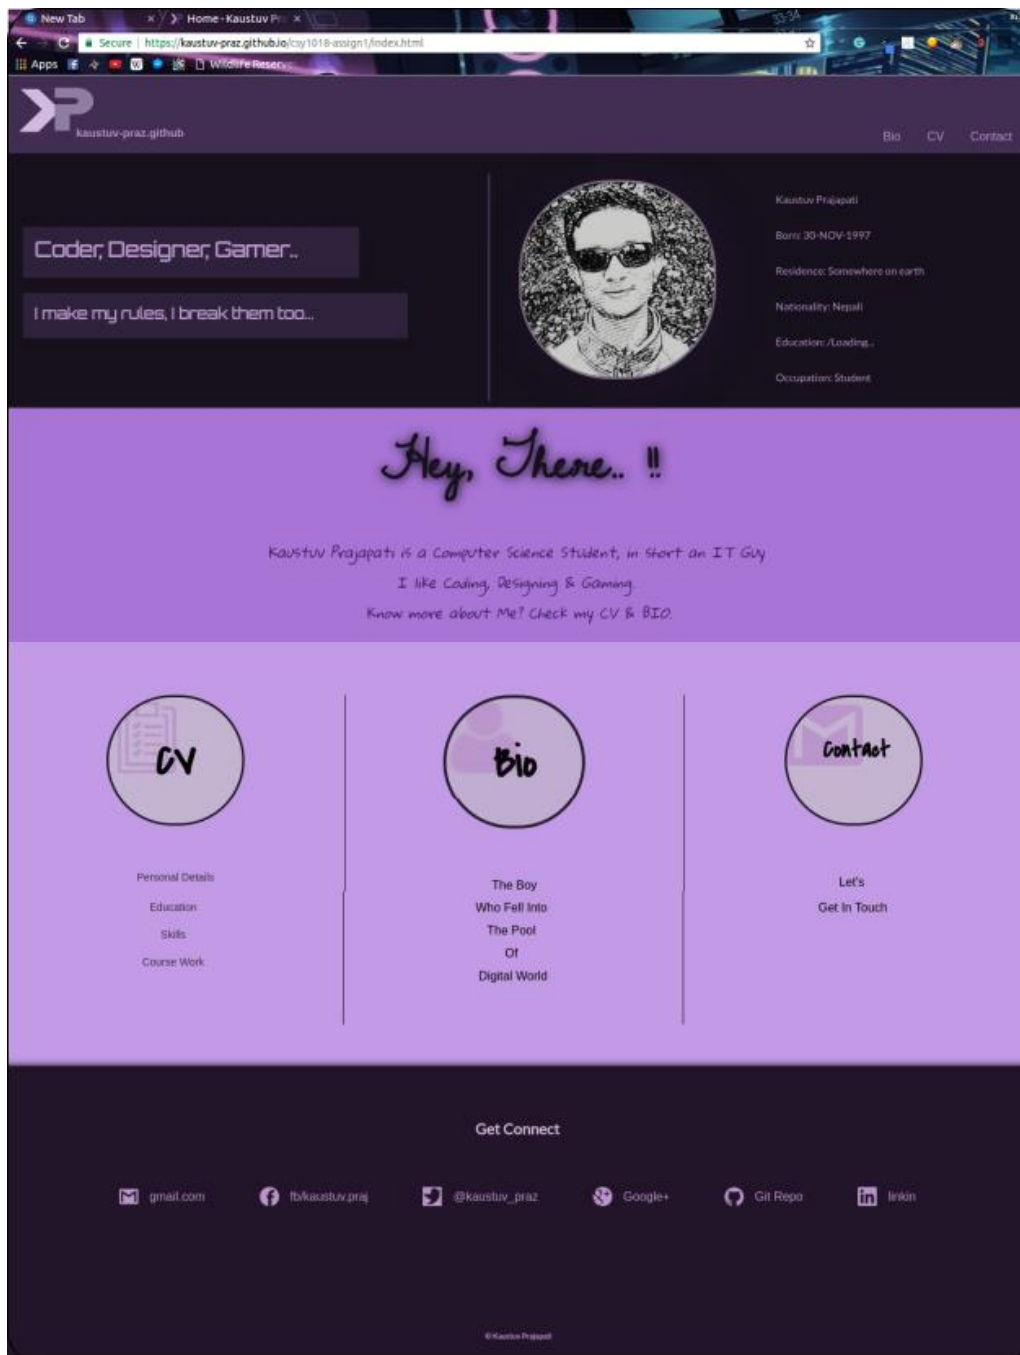 New Tab
Home - Kaustuv P
Secure | https://kaustuv-praz.github.io/csy1018-assign1/index.html
Apps
Wildlife Reserve
KP
kaustuv-praz.github
Bio CV Contact
Coder, Designer, Gamer..
I make my rules, I break them too...
Kaustuv Prajapati
Born: 30-NOV-1997
Residence: Somewhere on earth
Nationality: Nepali
Education: /Loading..
Occupation: Student
Hey, There.. !!
Kaustuv Prajapati is a Computer Science Student, in short an IT Guy
I like Coding, Designing & Gaming.
Know more about Me? Check my CV & BIO.
CV
Personal Details
Education
Skills
Course Work
Bio
The Boy
Who Fell Into
The Pool
Of
Digital World
Contact
Let's
Get In Touch
Get Connect
gmail.com fb/kaustuv.praj @kaustuv_praz Google+ Git Repo linkin
© Kaustuv Prajapati